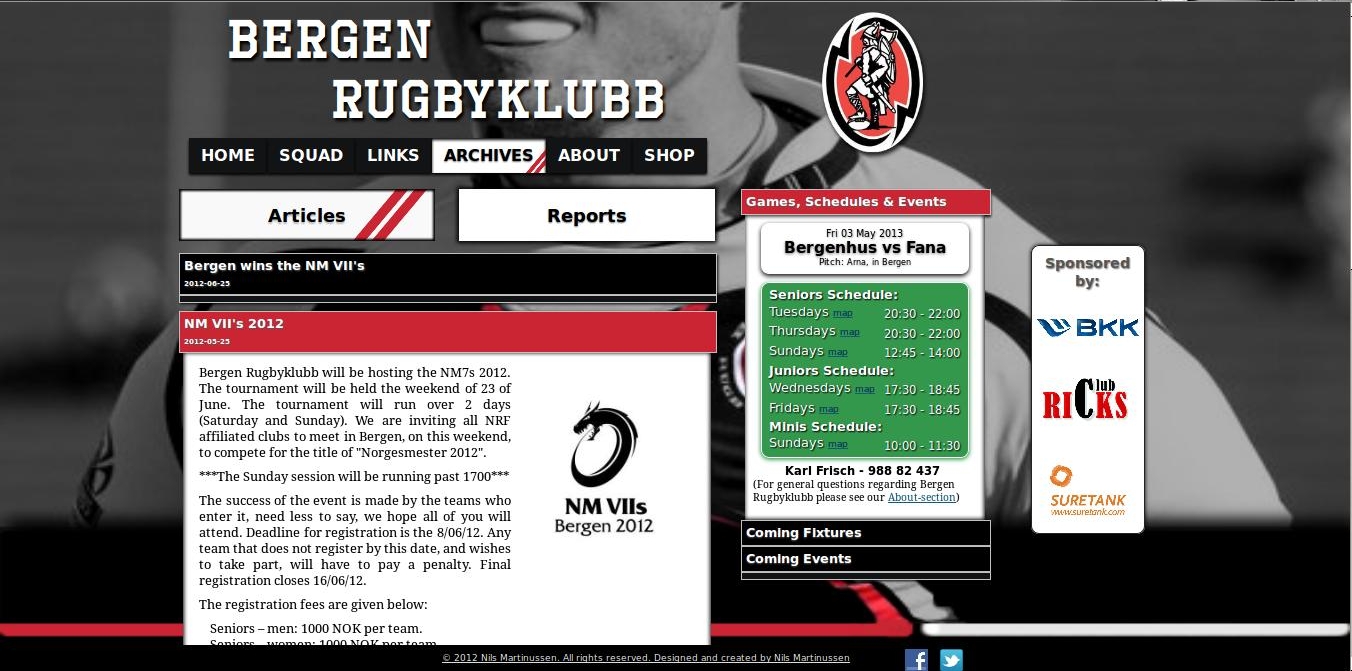 BERGEN
RUGBYKLUBB
HOME SQUAD LINKS ARCHIVES ABOUT SHOP
Articles Reports
Bergen wins the NM VII's
2012-06-25
NM VII's 2012
2012-05-25
Bergen Rugbyklubb will be hosting the NM7s 2012.
The tournament will be held the weekend of 23 of
June. The tournament will run over 2 days
(Saturday and Sunday). We are inviting all NRF
affiliated clubs to meet in Bergen, on this weekend,
to compete for the title of "Norgesmester 2012".
***The Sunday session will be running past 1700***
The success of the event is made by the teams who
enter it, need less to say, we hope all of you will
attend. Deadline for registration is the 8/06/12. Any
team that does not register by this date, and wishes
to take part, will have to pay a penalty. Final
registration closes 16/06/12.
The registration fees are given below:
Seniors – men: 1000 NOK per team.
Seniors – women: 1000 NOK per team.
NM VIIs
Bergen 2012
Games, Schedules & Events
Fri 03 May 2013
Bergenhus vs Fana
Pitch: Arna, in Bergen
Seniors Schedule:
Tuesdays map 20:30 - 22:00
Thursdays map 20:30 - 22:00
Sundays map 12:45 - 14:00
Juniors Schedule:
Wednesdays map 17:30 - 18:45
Fridays map 17:30 - 18:45
Minis Schedule:
Sundays map 10:00 - 11:30
Karl Frisch - 988 82 437
(For general questions regarding Bergen
Rugbyklubb please see our About-section)
Coming Fixtures
Coming Events
Sponsored
by:
BKK
Club
RICKS
SURETANK
www.suretank.com
© 2012 Nils Martinussen. All rights reserved. Designed and created by Nils Martinussen